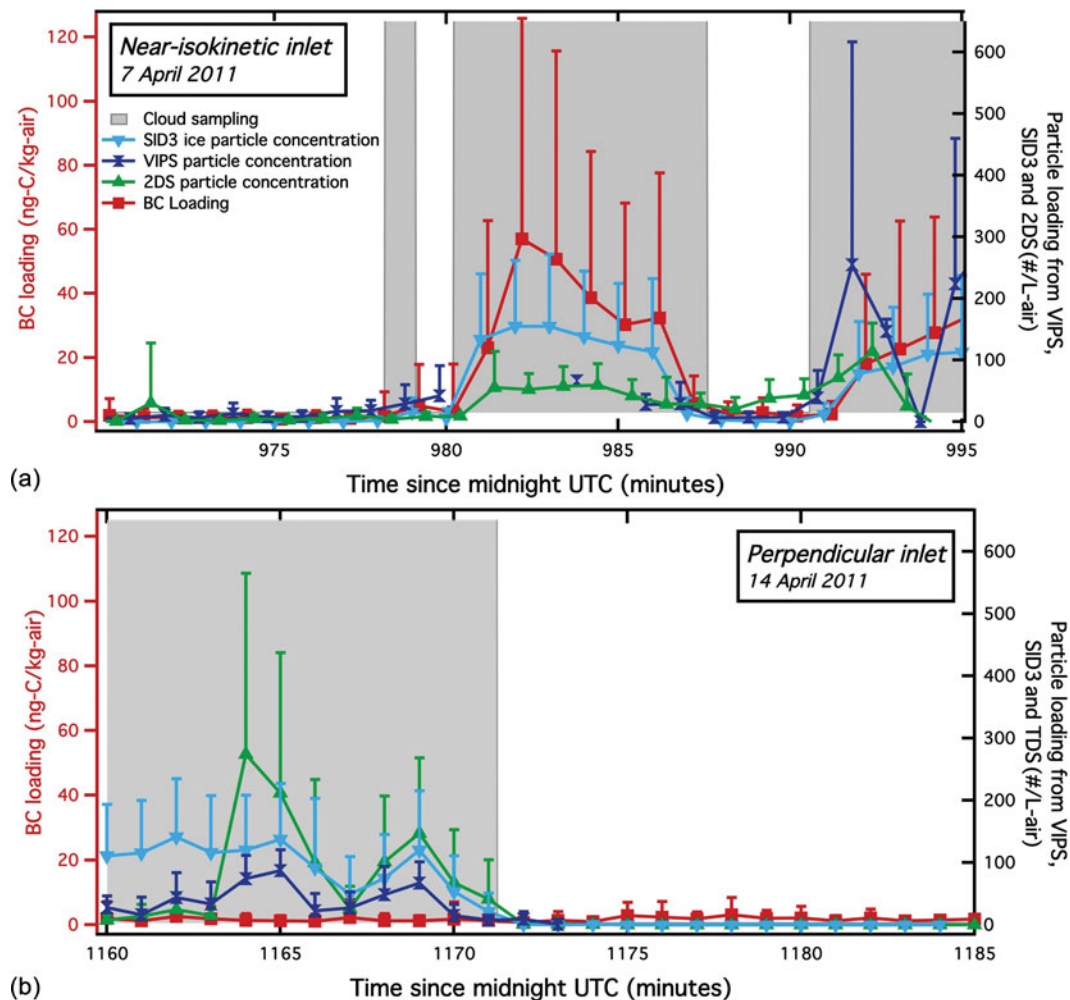 Near-isokinetic inlet
7 April 2011
Cloud sampling
SID3 ice particle concentration
VIPS particle concentration
2DS particle concentration
BC Loading
BC loading (ng-C/kg-air)
120
100
80
60
40
20
0
Particle loading from VIPS,
SID3 and 2DS (#/L-air)
600
500
400
300
200
100
0
975
980
985
990
995
Time since midnight UTC (minutes)
(a)
Perpendicular inlet
14 April 2011
BC loading (ng-C/kg-air)
120
100
80
60
40
20
0
Particle loading from VIPS,
SID3 and TDS (#/L-air)
600
500
400
300
200
100
0
1160
1165
1170
1175
1180
1185
Time since midnight UTC (minutes)
(b)